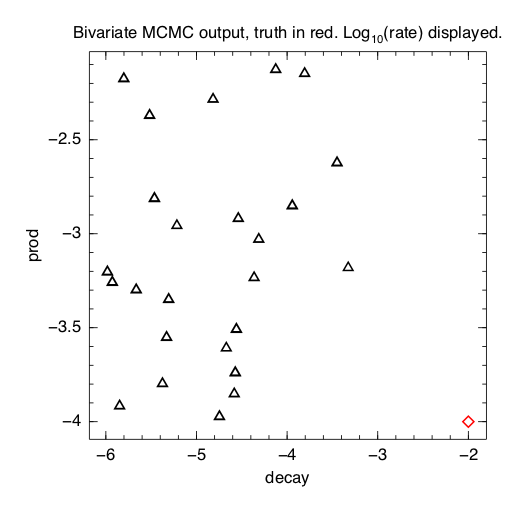 Bivariate MCMC output, truth in red. Log10(rate) displayed.
−2.5
−3
−3.5
−4
prod
−6 −5 −4 −3 −2
decay